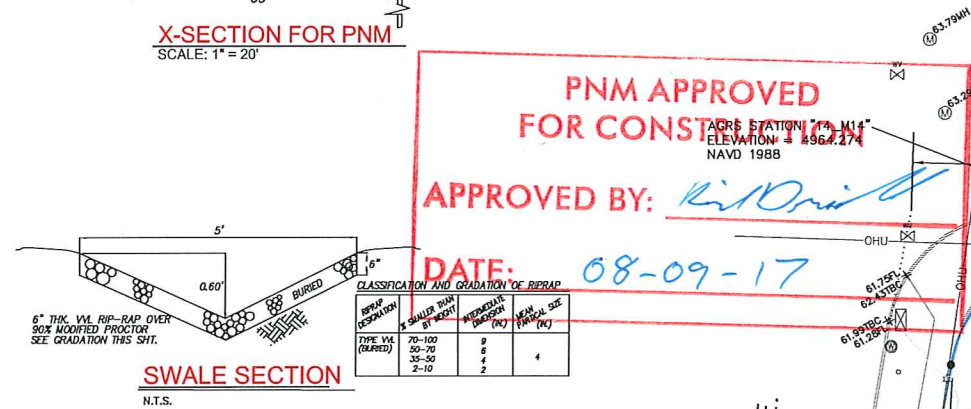 X-SECTION FOR PNM
SCALE: 1" = 20'
PNM APPROVED
FOR CONSTRUCTION
AGRS STATION "14_M14"
ELEVATION = 4964.274
NAVD 1988
APPROVED BY:
DATE: 08-09-17
63.79MH
M
WV
M
OHU
OHU
61.75FL
62.43TBC
61.99TBC
61.28FL
W
5'
0.60'
6"
BURIED
6" THK. VVL RIP-RAP OVER
90% MODIFIED PROCTOR
SEE GRADATION THIS SHT.
SWALE SECTION
N.T.S.
CLASSIFICATION AND GRADATION OF RIPRAP
RIPRAP DESIGNATION
% SMALLER THAN BY WEIGHT
INTERMEDIATE DIMENSION (IN.)
MEAN PARTICAL SIZE (IN.)
TYPE VVL (BURIED)
70-100 9
50-70 6
35-50 4 4
2-10 2